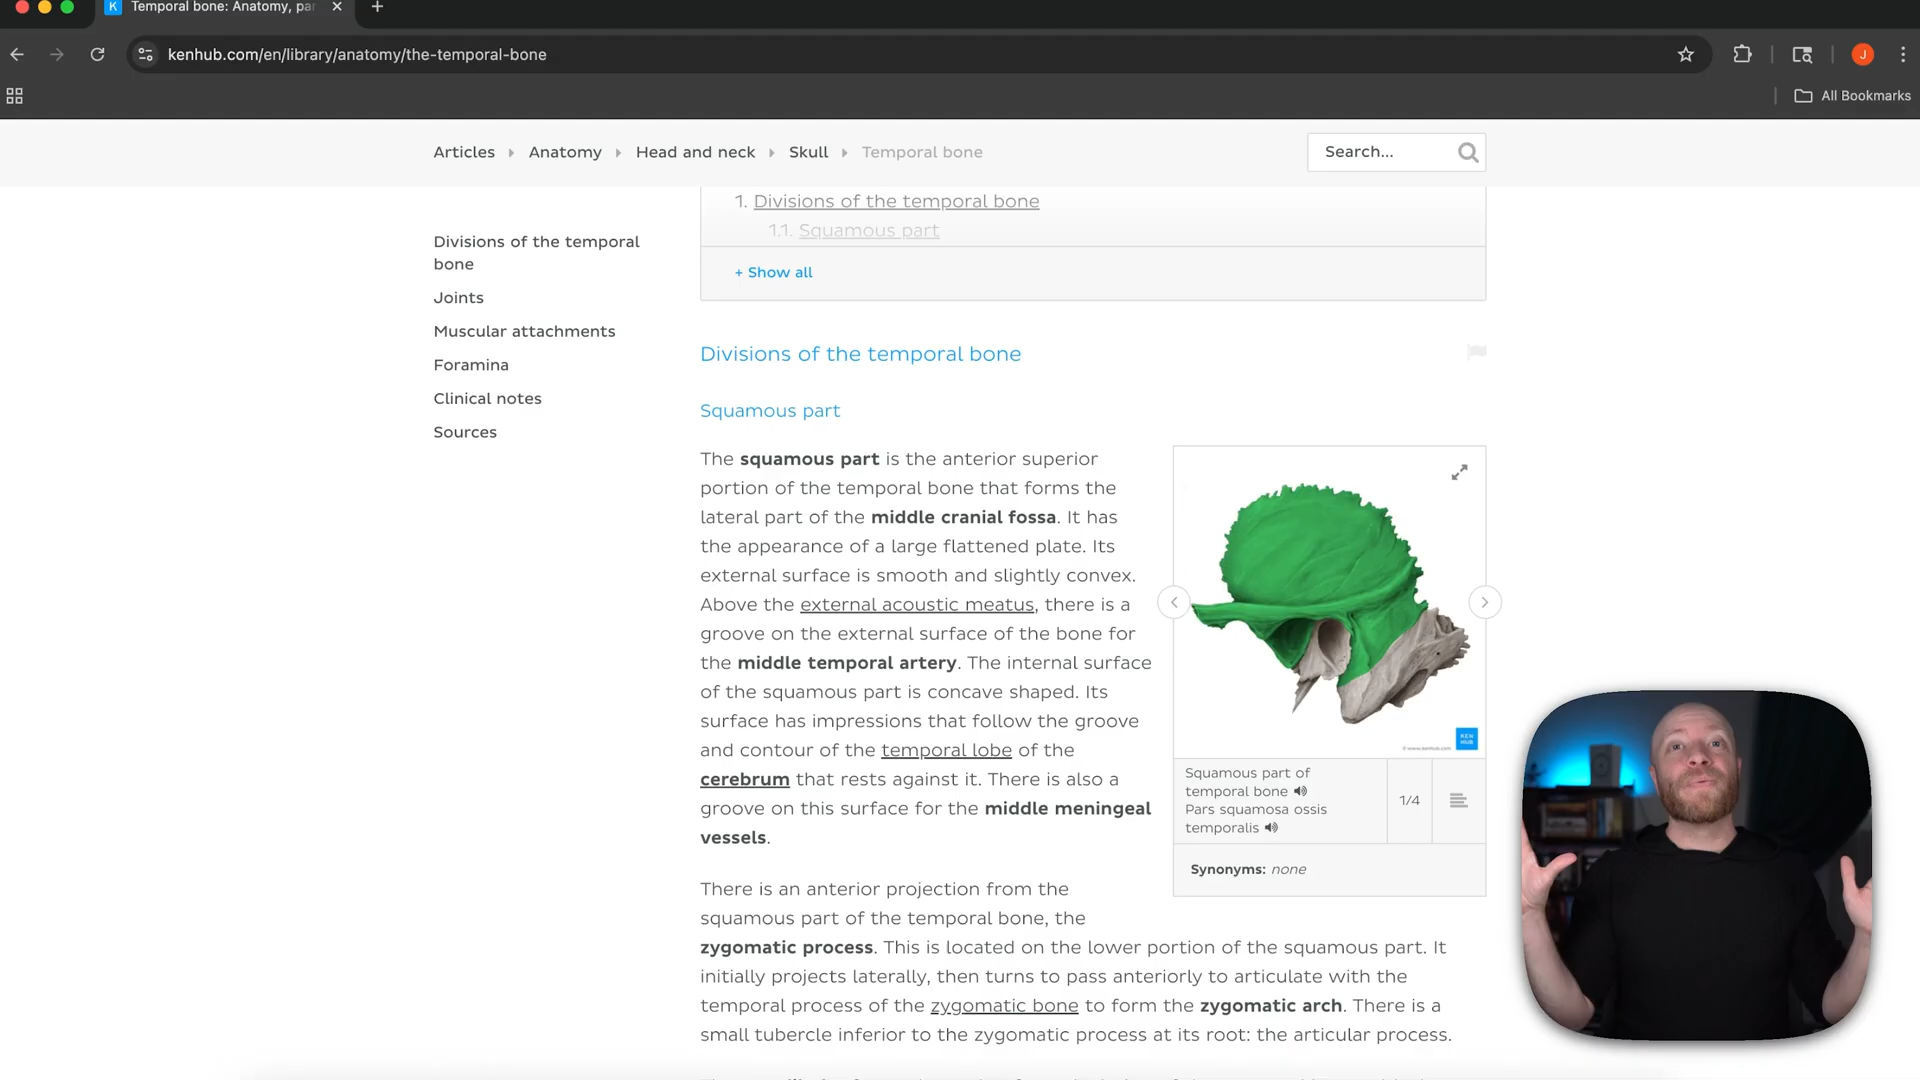 Temporal bone: Anatomy, par
kenhub.com/en/library/anatomy/the-temporal-bone
J
All Bookmarks
Articles
Anatomy
Head and neck
Skull
Temporal bone
Search...
Divisions of the temporal
bone
Joints
Muscular attachments
Foramina
Clinical notes
Sources
1. Divisions of the temporal bone
1.1. Squamous part
+ Show all
Divisions of the temporal bone
Squamous part
The squamous part is the anterior superior
portion of the temporal bone that forms the
lateral part of the middle cranial fossa. It has
the appearance of a large flattened plate. Its
external surface is smooth and slightly convex.
Above the external acoustic meatus, there is a
groove on the external surface of the bone for
the middle temporal artery. The internal surface
of the squamous part is concave shaped. Its
surface has impressions that follow the groove
and contour of the temporal lobe of the
cerebrum that rests against it. There is also a
groove on this surface for the middle meningeal
vessels.
© www.kenhub.com
KEN
HUB
Squamous part of
temporal bone
Pars squamosa ossis
temporalis
1/4
Synonyms: none
There is an anterior projection from the
squamous part of the temporal bone, the
zygomatic process. This is located on the lower portion of the squamous part. It
initially projects laterally, then turns to pass anteriorly to articulate with the
temporal process of the zygomatic bone to form the zygomatic arch. There is a
small tubercle inferior to the zygomatic process at its root: the articular process.